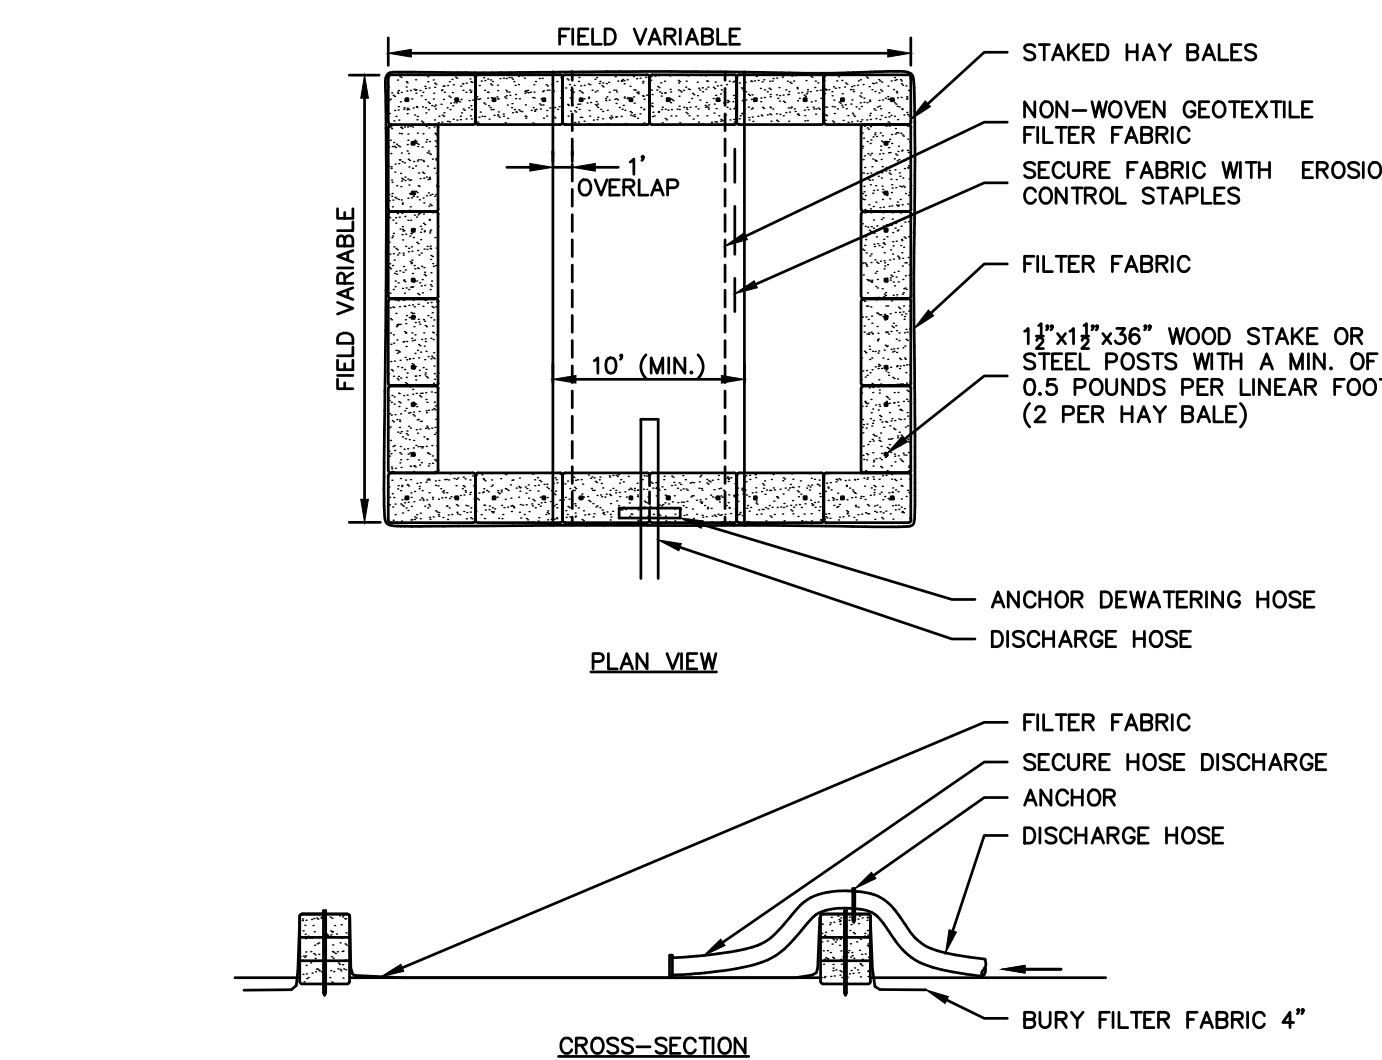 FIELD VARIABLE
STAKED HAY BALES
NON-WOVEN GEOTEXTILE
FILTER FABRIC
1'
OVERLAP
SECURE FABRIC WITH EROSIO
CONTROL STAPLES
FIELD VARIABLE
FILTER FABRIC
10' (MIN.)
1½"x1½"x36" WOOD STAKE OR
STEEL POSTS WITH A MIN. OF
0.5 POUNDS PER LINEAR FOOT
(2 PER HAY BALE)
ANCHOR DEWATERING HOSE
DISCHARGE HOSE
PLAN VIEW
FILTER FABRIC
SECURE HOSE DISCHARGE
ANCHOR
DISCHARGE HOSE
BURY FILTER FABRIC 4"
CROSS-SECTION